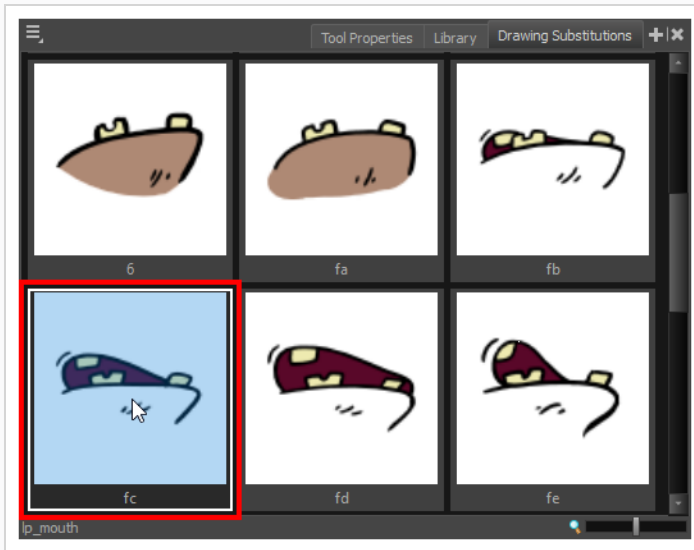 Tool Properties Library Drawing Substitutions
6 fa fb
fc fd fe
lp_mouth